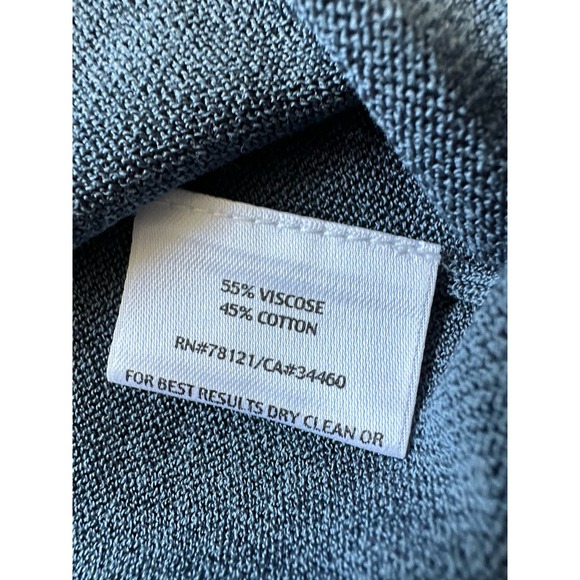 55% VISCOSE
45% COTTON
RN#78121/CA#34460
FOR BEST RESULTS DRY CLEAN OR